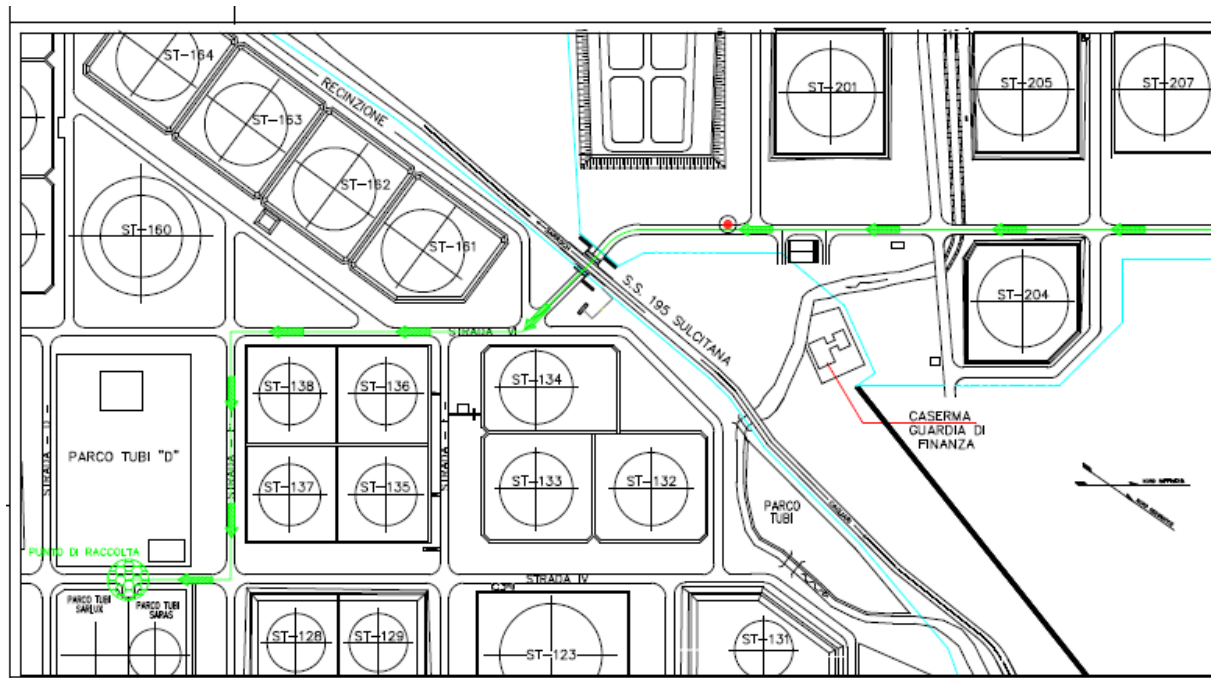 ST-164
RECINZIONE
ST-163
ST-162
ST-161
ST-160
ST-201
ST-205
ST-207
ST-204
S.S. 195 SULCITANA
STRADA VI
ST-138
ST-136
ST-134
ST-137
ST-135
ST-133
ST-132
CASERMA
GUARDIA DI
FINANZA
PARCO TUBI "D"
STRADA
STRADA
STRADA
PARCO
TUBI
CAGLIARI
PUNTO DI RACCOLTA
STRADA IV
PARCO TUBI
SARLUX
PARCO TUBI
SARAS
ST-128
ST-129
ST-123
ST-131